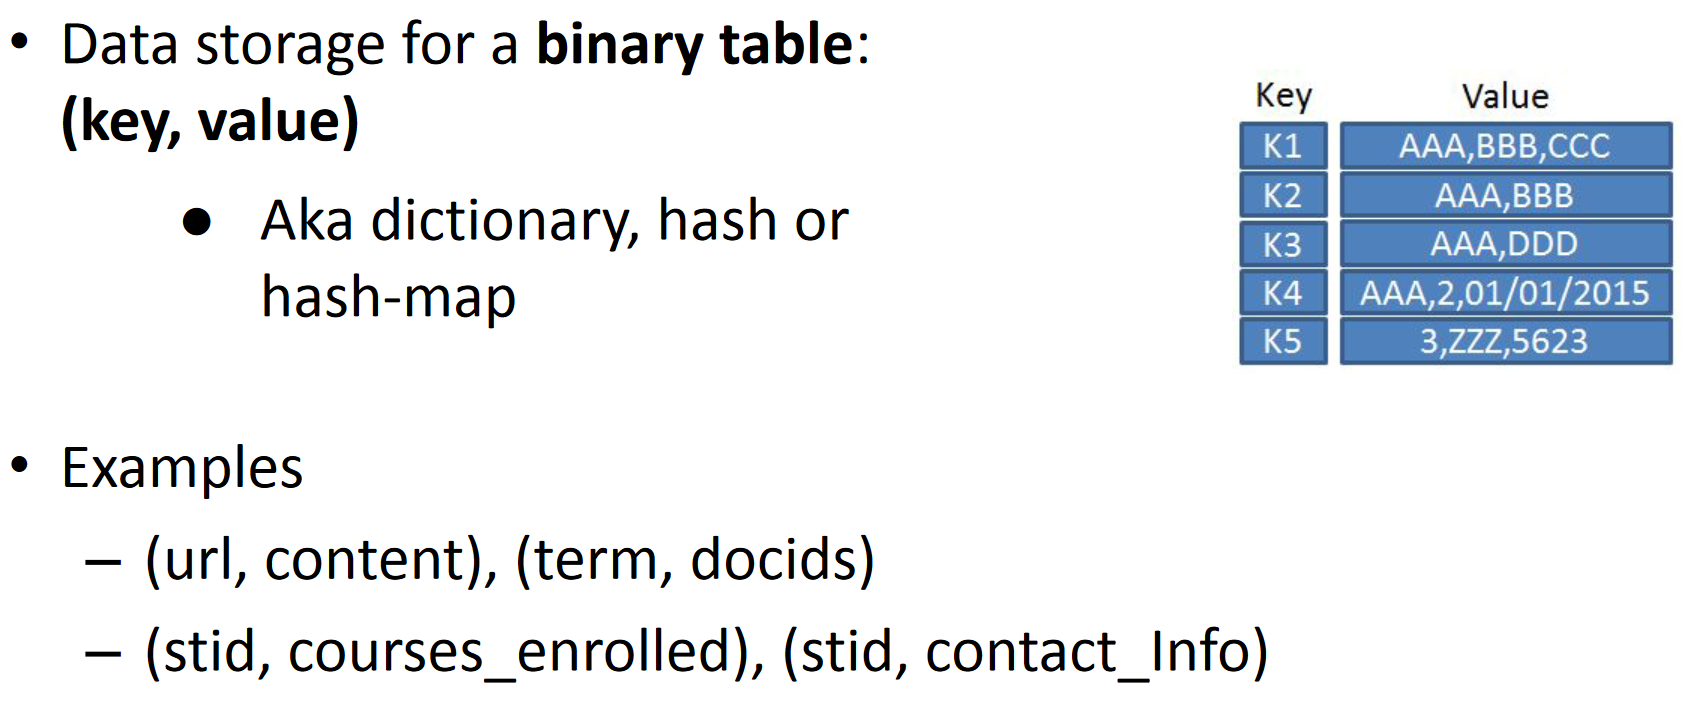 • Data storage for a binary table:
(key, value)
● Aka dictionary, hash or
hash-map
Key Value
K1 AAA,BBB,CCC
K2 AAA,BBB
K3 AAA,DDD
K4 AAA,2,01/01/2015
K5 3,ZZZ,5623
• Examples
– (url, content), (term, docids)
– (stid, courses_enrolled), (stid, contact_Info)